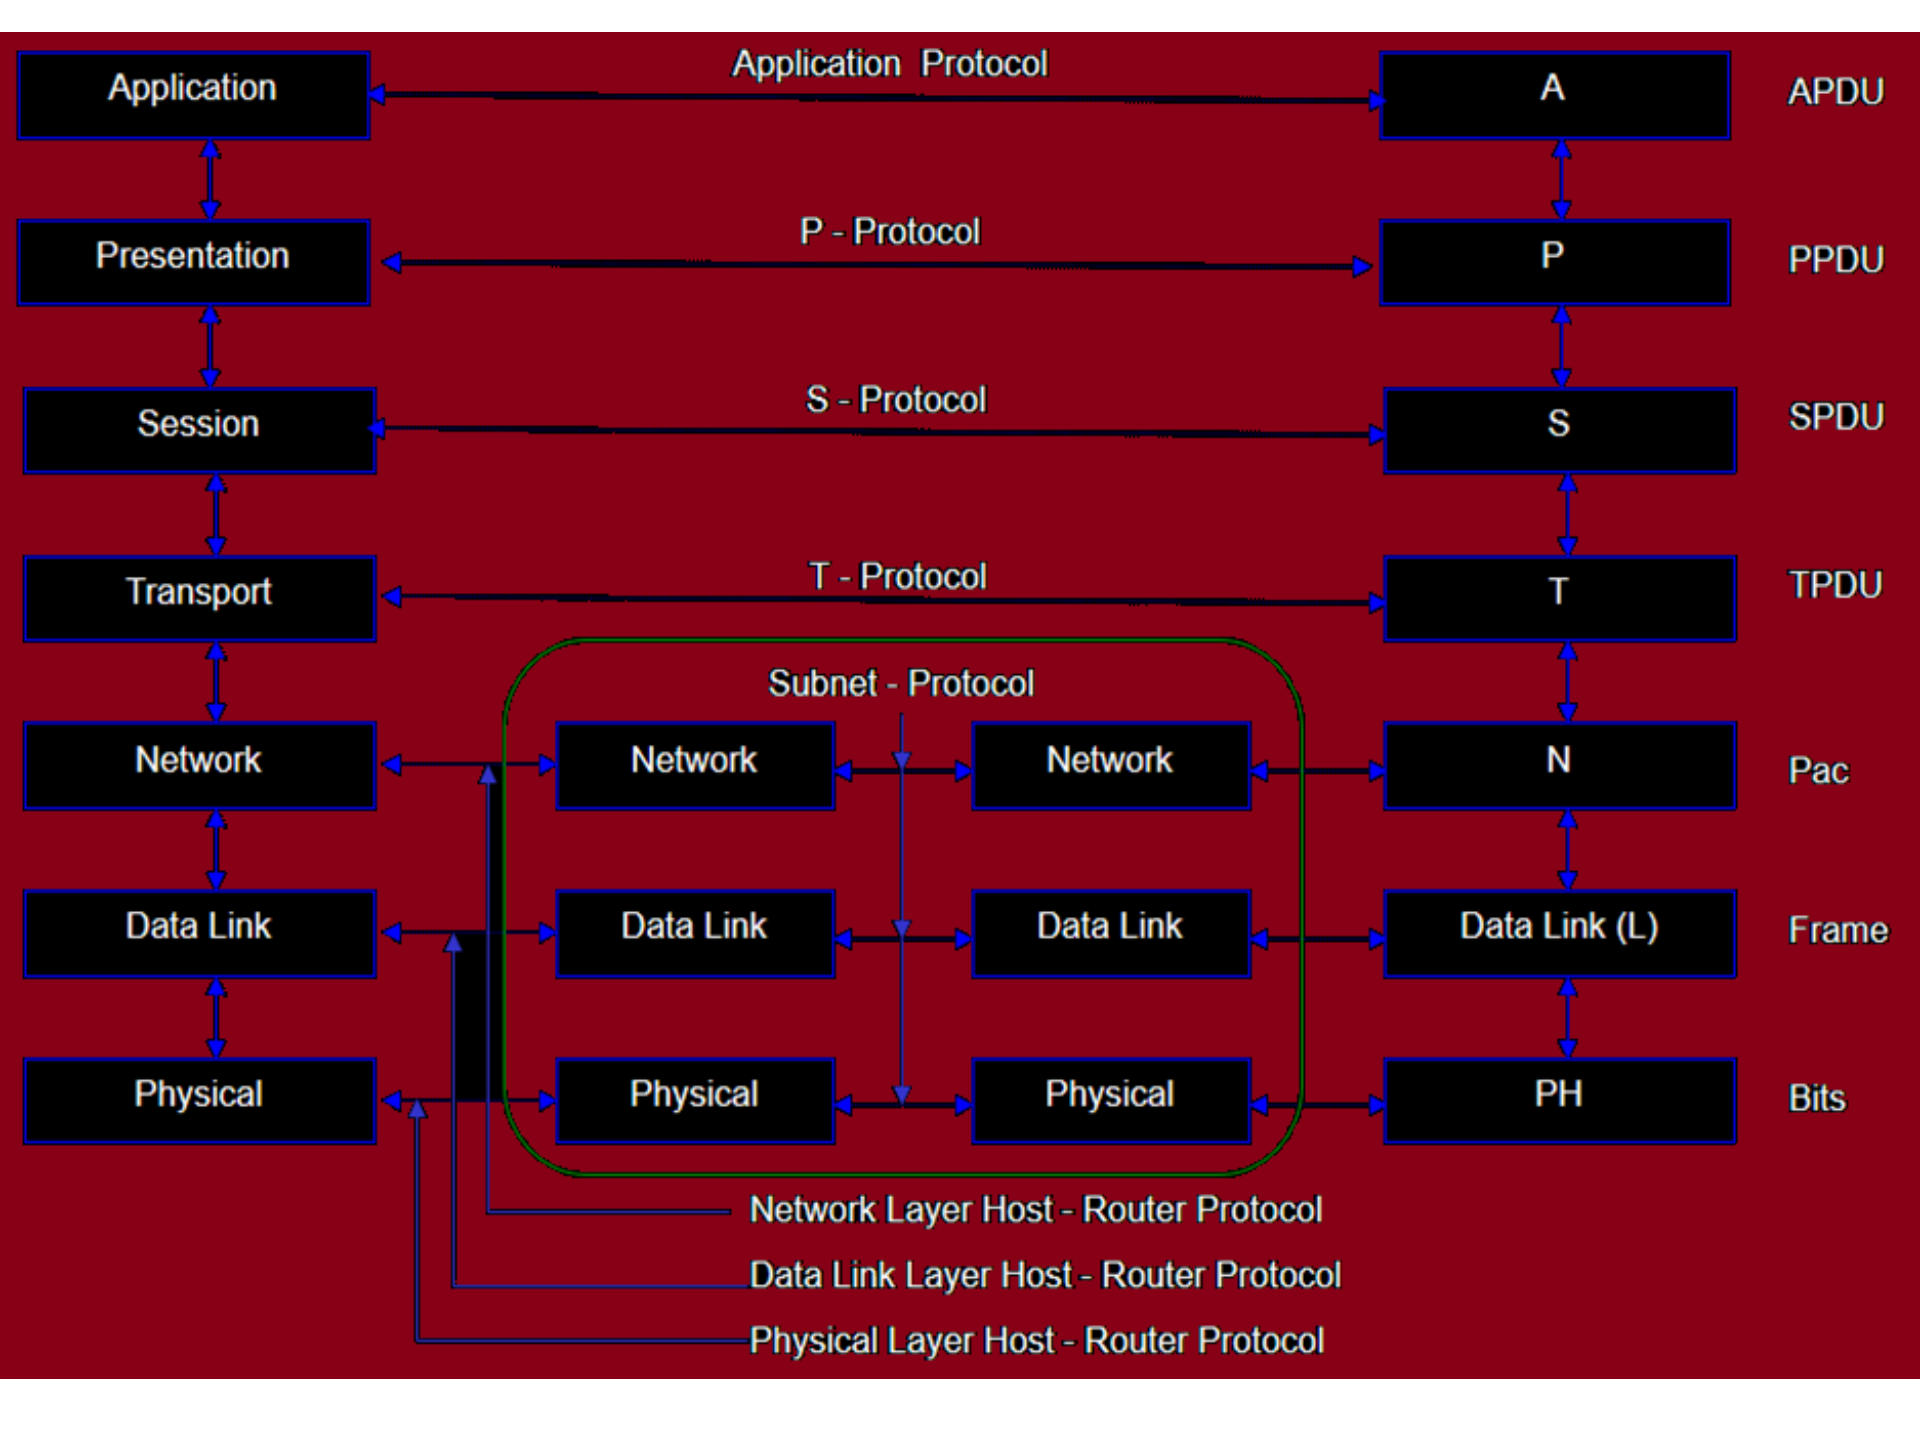 Application Protocol
Application A APDU
P - Protocol
Presentation P PPDU
S - Protocol
Session S SPDU
T - Protocol
Transport T TPDU
Subnet - Protocol
Network Network Network N Pac
Data Link Data Link Data Link Data Link (L) Frame
Physical Physical Physical PH Bits
Network Layer Host - Router Protocol
Data Link Layer Host - Router Protocol
Physical Layer Host - Router Protocol